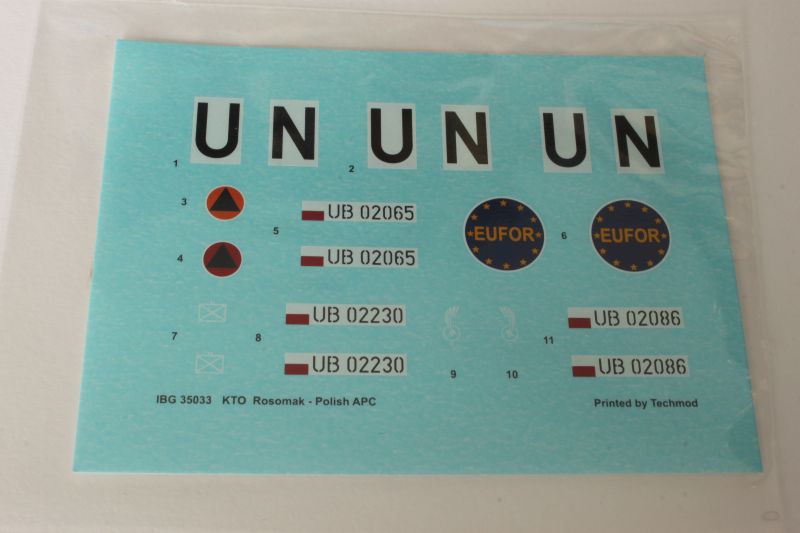 UN UN UN
1 2
3 UB 02065
5 EUFOR 6 EUFOR
4 UB 02065
7 8 UB 02230 11 UB 02086
UB 02230 UB 02086
9 10
IBG 35033 KTO Rosomak - Polish APC Printed by Techmod